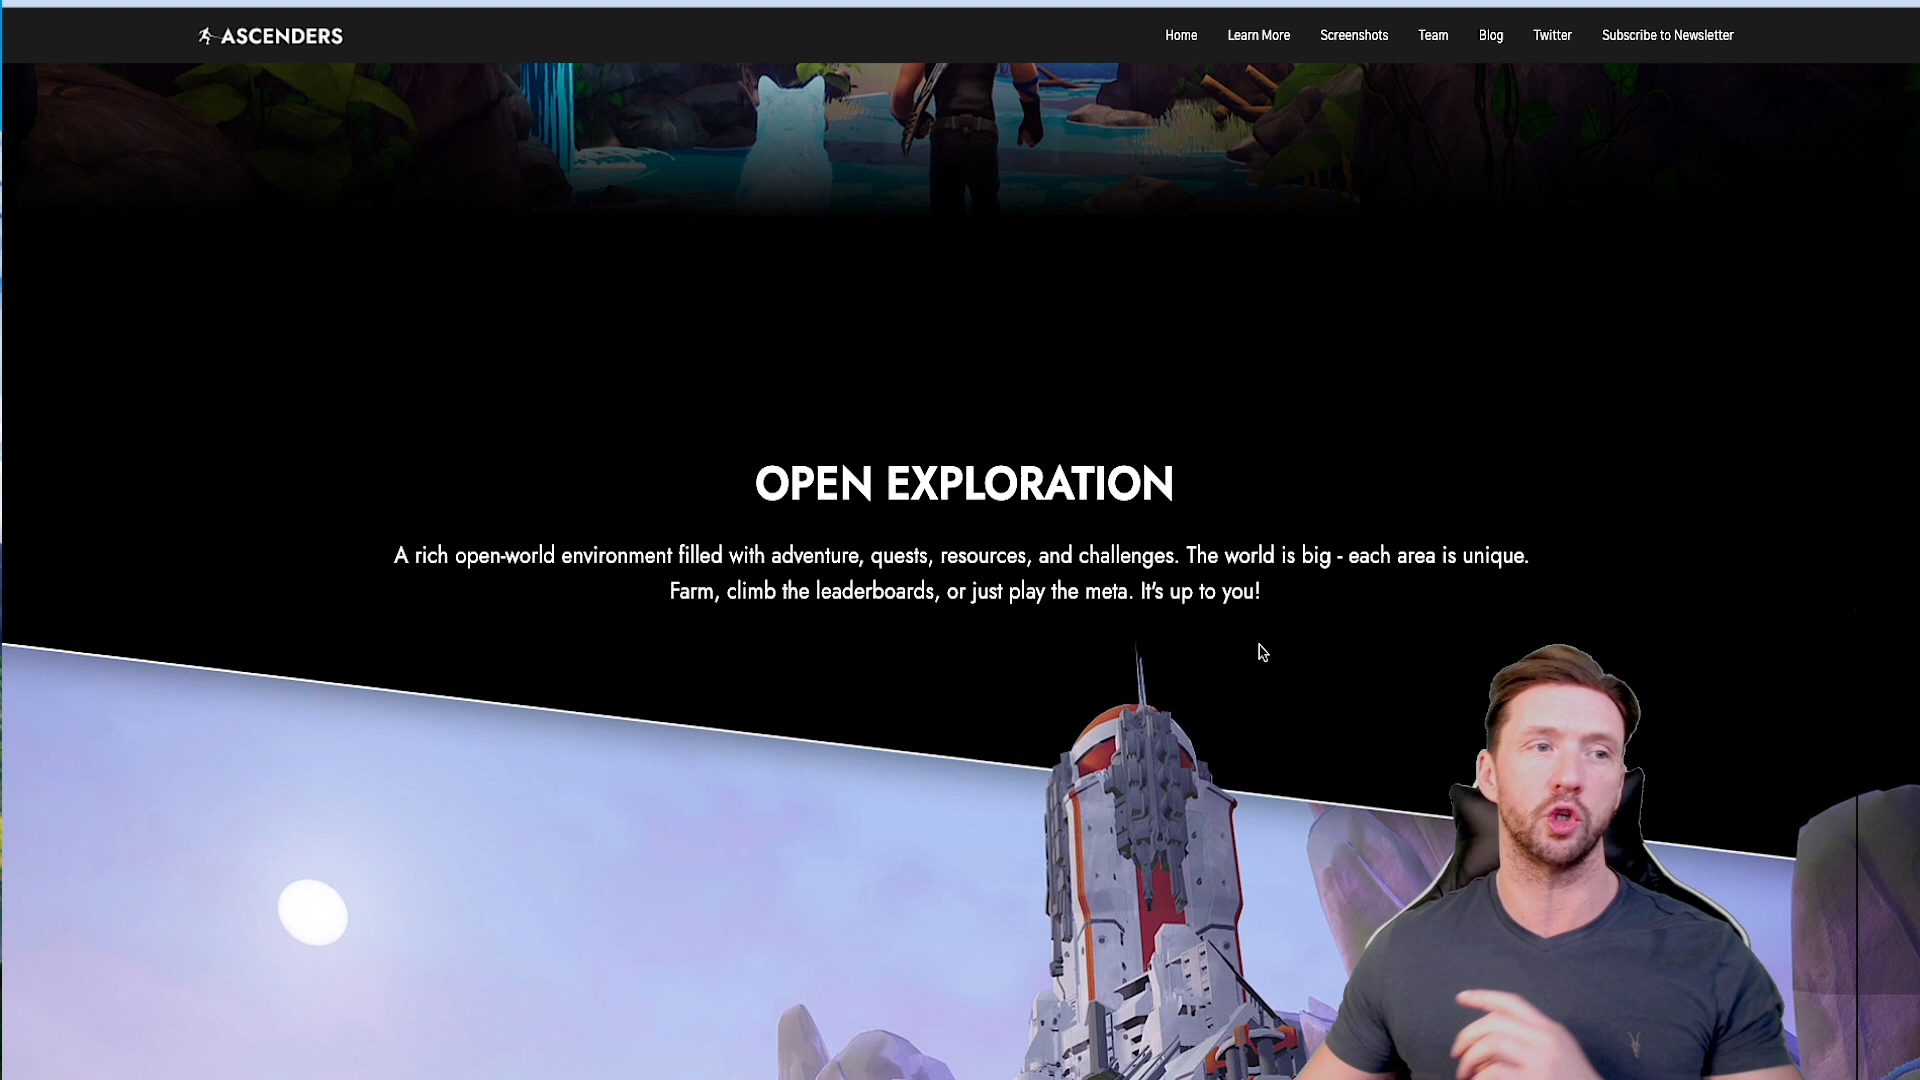 ASCENDERS
Home Learn More Screenshots Team Blog Twitter Subscribe to Newsletter
OPEN EXPLORATION
A rich open-world environment filled with adventure, quests, resources, and challenges. The world is big - each area is unique.
Farm, climb the leaderboards, or just play the meta. It's up to you!